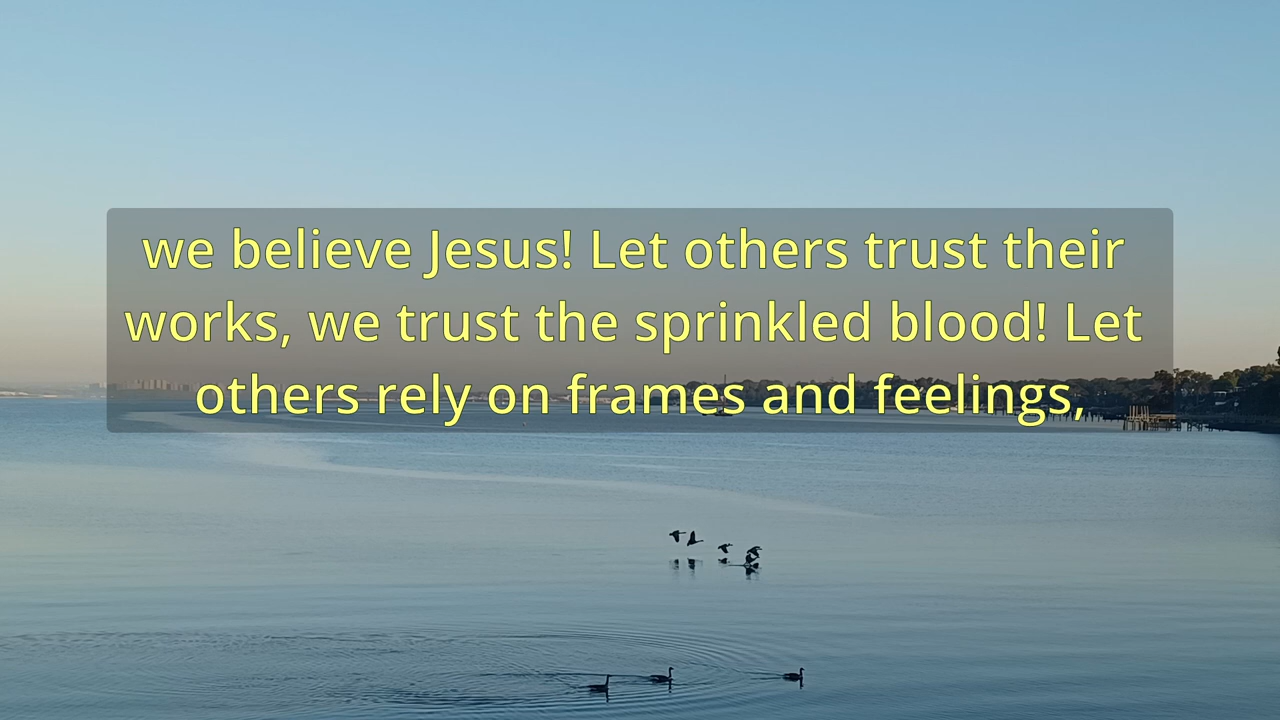 we believe Jesus! Let others trust their
works, we trust the sprinkled blood! Let
others rely on frames and feelings,